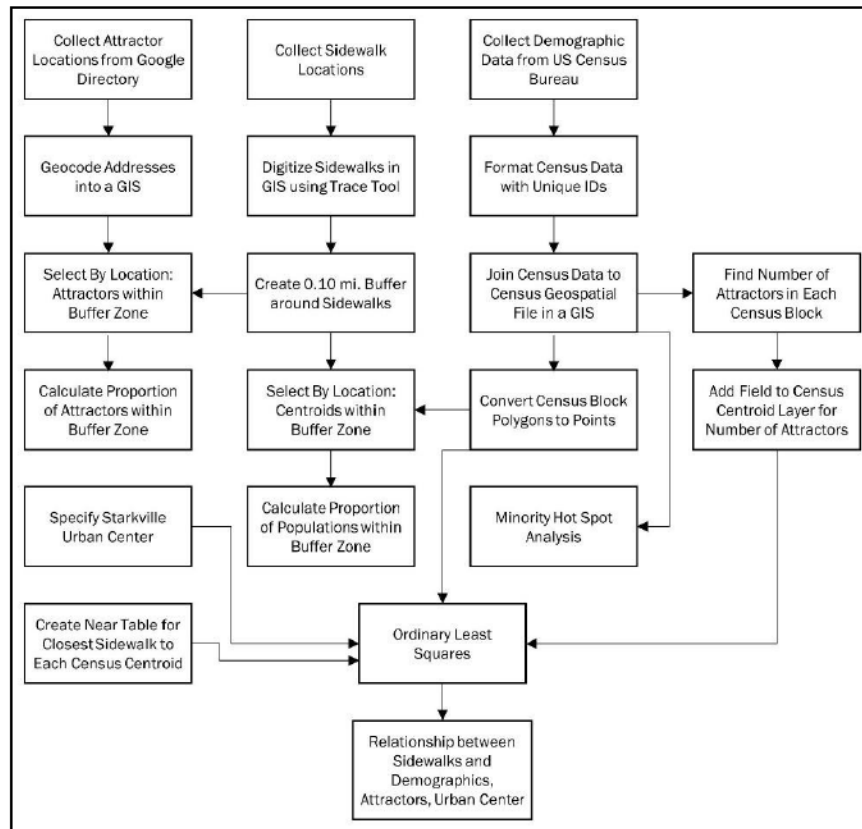 Collect Attractor
Locations from Google
Directory
Collect Sidewalk
Locations
Collect Demographic
Data from US Census
Bureau
Geocode Addresses
into a GIS
Digitize Sidewalks in
GIS using Trace Tool
Format Census Data
with Unique IDs
Select By Location:
Attractors within
Buffer Zone
Create 0.10 mi. Buffer
around Sidewalks
Join Census Data to
Census Geospatial
File in a GIS
Find Number of
Attractors in Each
Census Block
Calculate Proportion
of Attractors within
Buffer Zone
Select By Location:
Centroids within
Buffer Zone
Convert Census Block
Polygons to Points
Add Field to Census
Centroid Layer for
Number of Attractors
Specify Starkville
Urban Center
Calculate Proportion
of Populations within
Buffer Zone
Minority Hot Spot
Analysis
Create Near Table for
Closest Sidewalk to
Each Census Centroid
Ordinary Least
Squares
Relationship between
Sidewalks and
Demographics,
Attractors, Urban Center